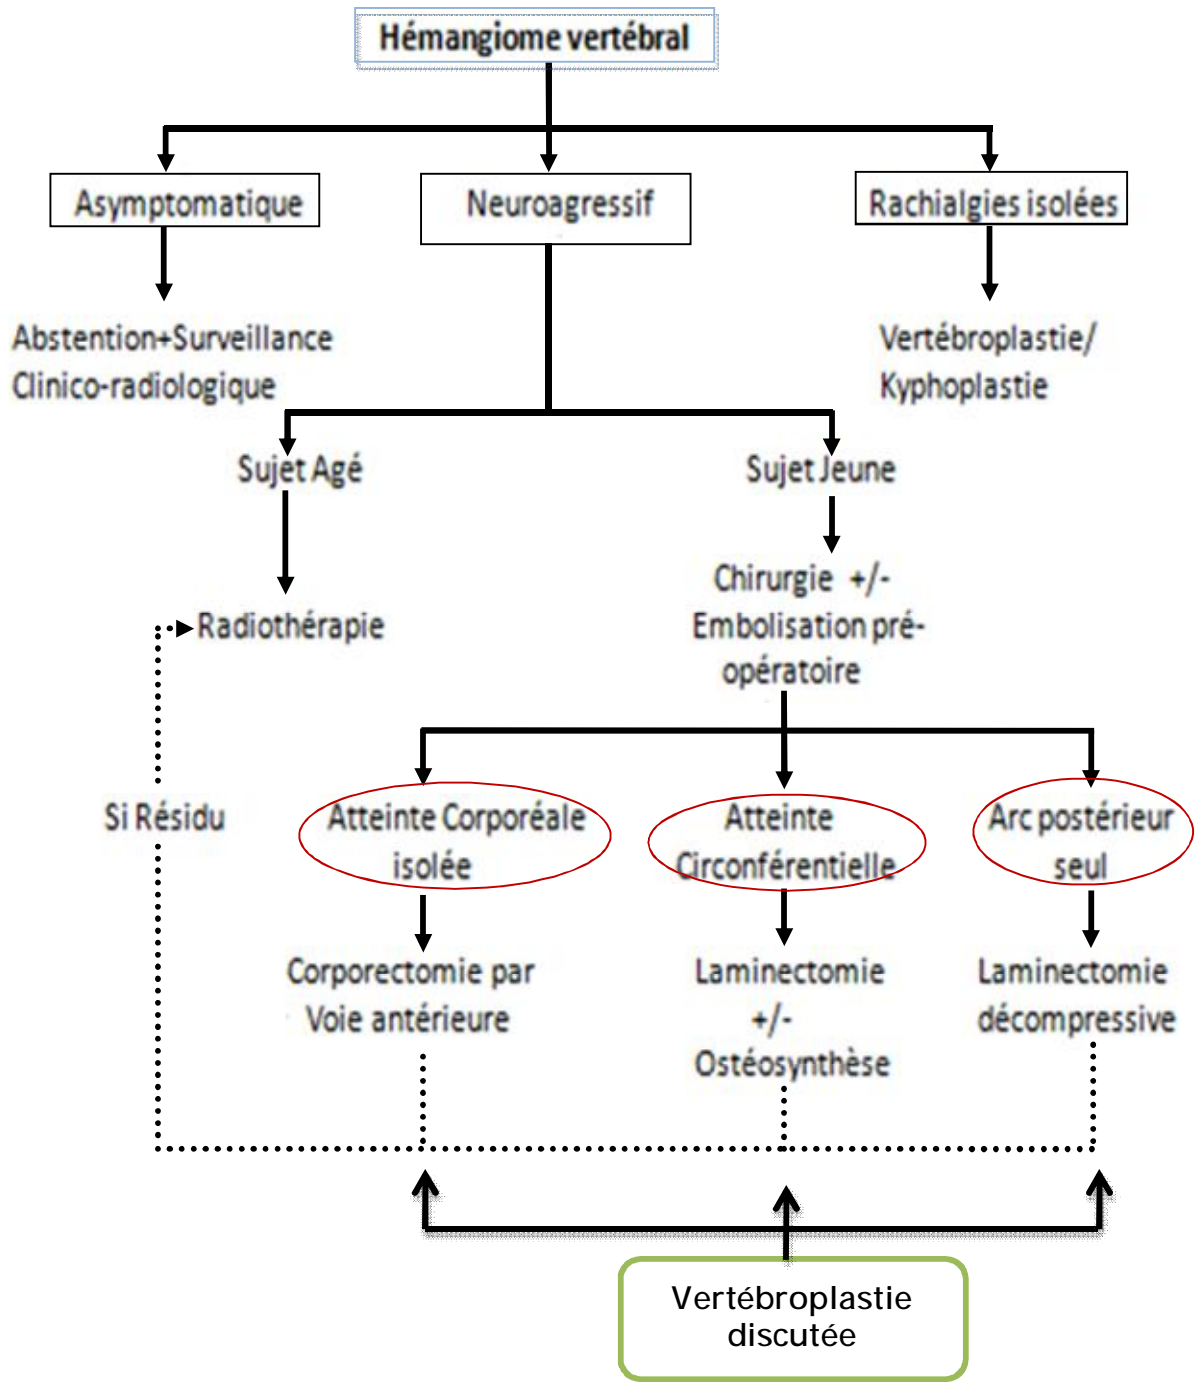 Hémangiome vertébral
Asymptomatique
Neuroagressif
Rachialgies isolées
Abstention+Surveillance
Clinico-radiologique
Vertébroplastie/
Kyphoplastie
Sujet Agé
Sujet Jeune
Radiothérapie
Chirurgie +/-
Embolisation pré-
opératoire
Si Résidu
Atteinte Corporéale
isolée
Atteinte
Circonférentielle
Arc postérieur
seul
Corporectomie par
Voie antérieure
Laminectomie
+/-
Ostéosynthèse
Laminectomie
décompressive
Vertébroplastie
discutée